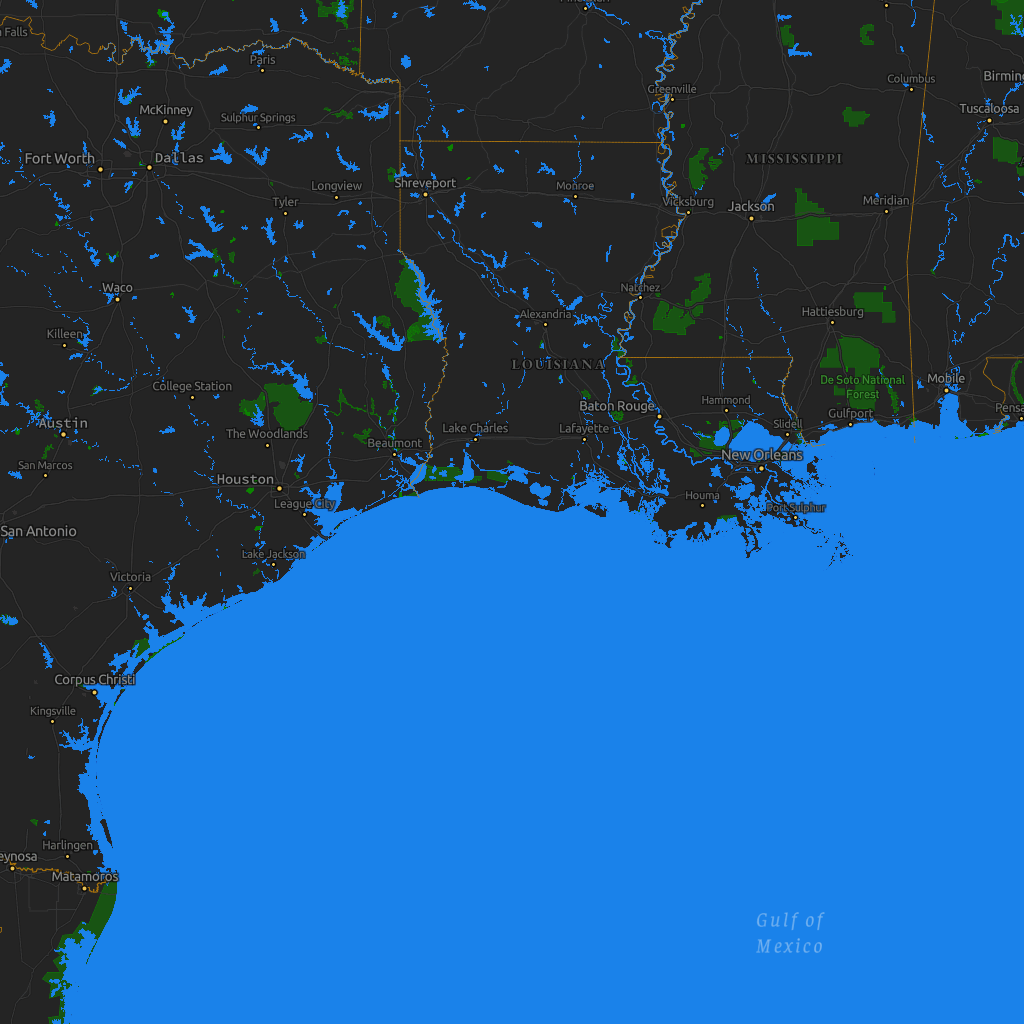 Falls
Paris
Columbus
Birming
Greenville
McKinney
Tuscaloosa
Sulphur Springs
Fort Worth
Dallas
MISSISSIPPI
Longview
Shreveport
Monroe
Tyler
Vicksburg
Jackson
Meridian
Waco
Natchez
Alexandria
Hattiesburg
Killeen
LOUISIANA
College Station
De Soto National
Forest
Mobile
Hammond
Baton Rouge
Gulfport
Pensa
Austin
The Woodlands
Beaumont
Lake Charles
Lafayette
Slidell
New Orleans
San Marcos
Houston
League City
Houma
Port Sulphur
San Antonio
Lake Jackson
Victoria
Corpus Christi
Kingsville
Harlingen
eynosa
Matamoros
Gulf of
Mexico